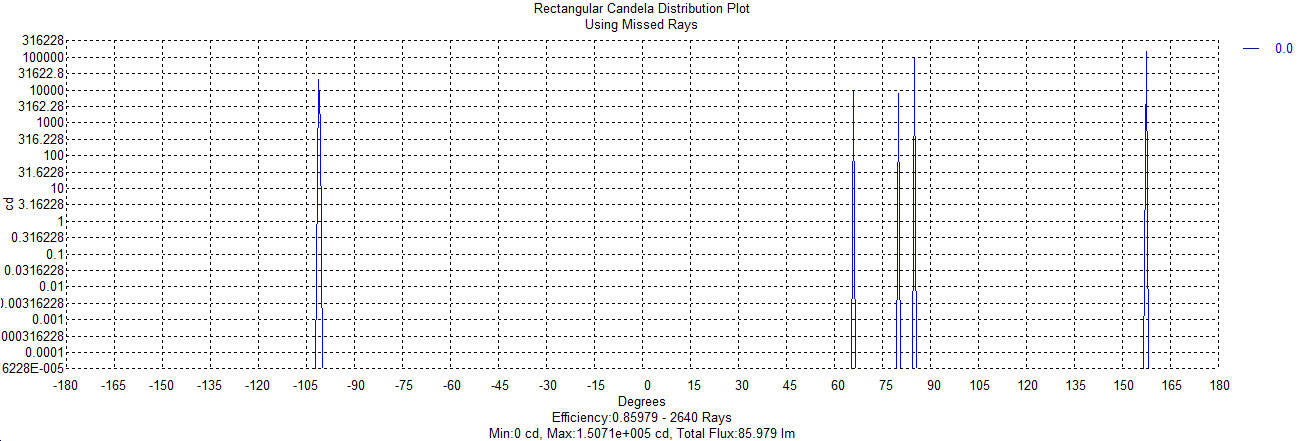 Rectangular Candela Distribution Plot
Using Missed Rays
316228
100000
31622.8
10000
3162.28
1000
316.228
100
31.6228
10
3.16228
1
0.316228
0.1
0.0316228
0.01
0.00316228
0.001
000316228
0.0001
6228E-005
cd
0.0
-180 -165 -150 -135 -120 -105 -90 -75 -60 -45 -30 -15 0 15 30 45 60 75 90 105 120 135 150 165 180
Degrees
Efficiency:0.85979 - 2640 Rays
Min:0 cd, Max:1.5071e+005 cd, Total Flux:85.979 lm